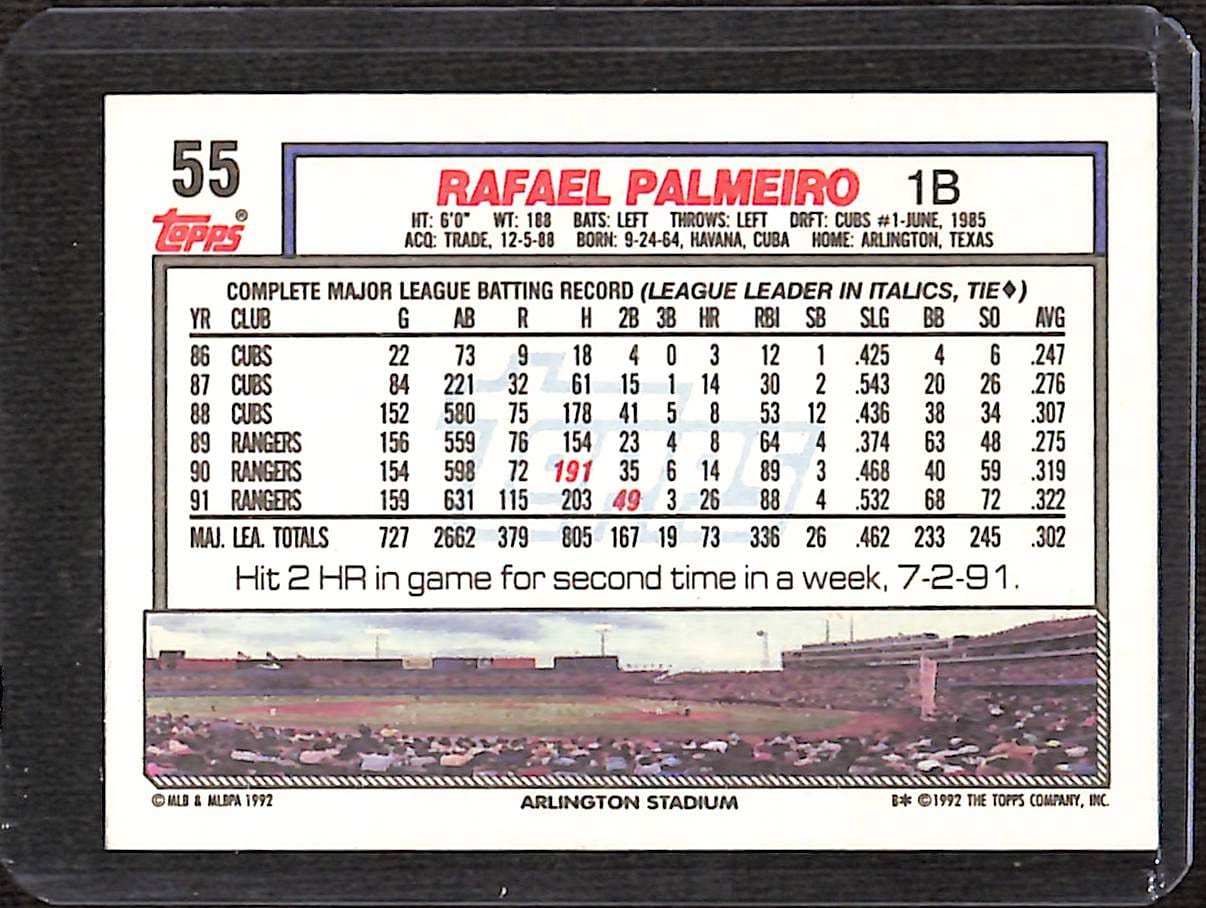 55
Topps®
RAFAEL PALMEIRO 1B
HT: 6'0" WT: 188 BATS: LEFT THROWS: LEFT DRFT: CUBS #1-JUNE, 1985
ACQ: TRADE, 12-5-88 BORN: 9-24-64, HAVANA, CUBA HOME: ARLINGTON, TEXAS
COMPLETE MAJOR LEAGUE BATTING RECORD (LEAGUE LEADER IN ITALICS, TIE♦)
YR CLUB G AB R H 2B 3B HR RBI SB SLG BB SO AVG
86 CUBS 22 73 9 18 4 0 3 12 1 .425 4 6 .247
87 CUBS 84 221 32 61 15 1 14 30 2 .543 20 26 .276
88 CUBS 152 580 75 178 41 5 8 53 12 .436 38 34 .307
89 RANGERS 156 559 76 154 23 4 8 64 4 .374 63 48 .275
90 RANGERS 154 598 72 191 35 6 14 89 3 .468 40 59 .319
91 RANGERS 159 631 115 203 49 3 26 88 4 .532 68 72 .322
MAJ. LEA. TOTALS 727 2662 379 805 167 19 73 336 26 .462 233 245 .302
Topps
Hit 2 HR in game for second time in a week, 7-2-91.
© MLB & MLBPA 1992 ARLINGTON STADIUM B* © 1992 THE TOPPS COMPANY, INC.